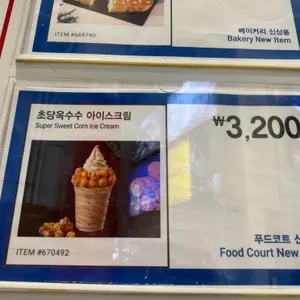 ITEM #669790
베이커리 신상품
Bakery New Item
초당옥수수 아이스크림
Super Sweet Corn Ice Cream
₩3,200
ITEM #670492
푸드코트 신
Food Court New